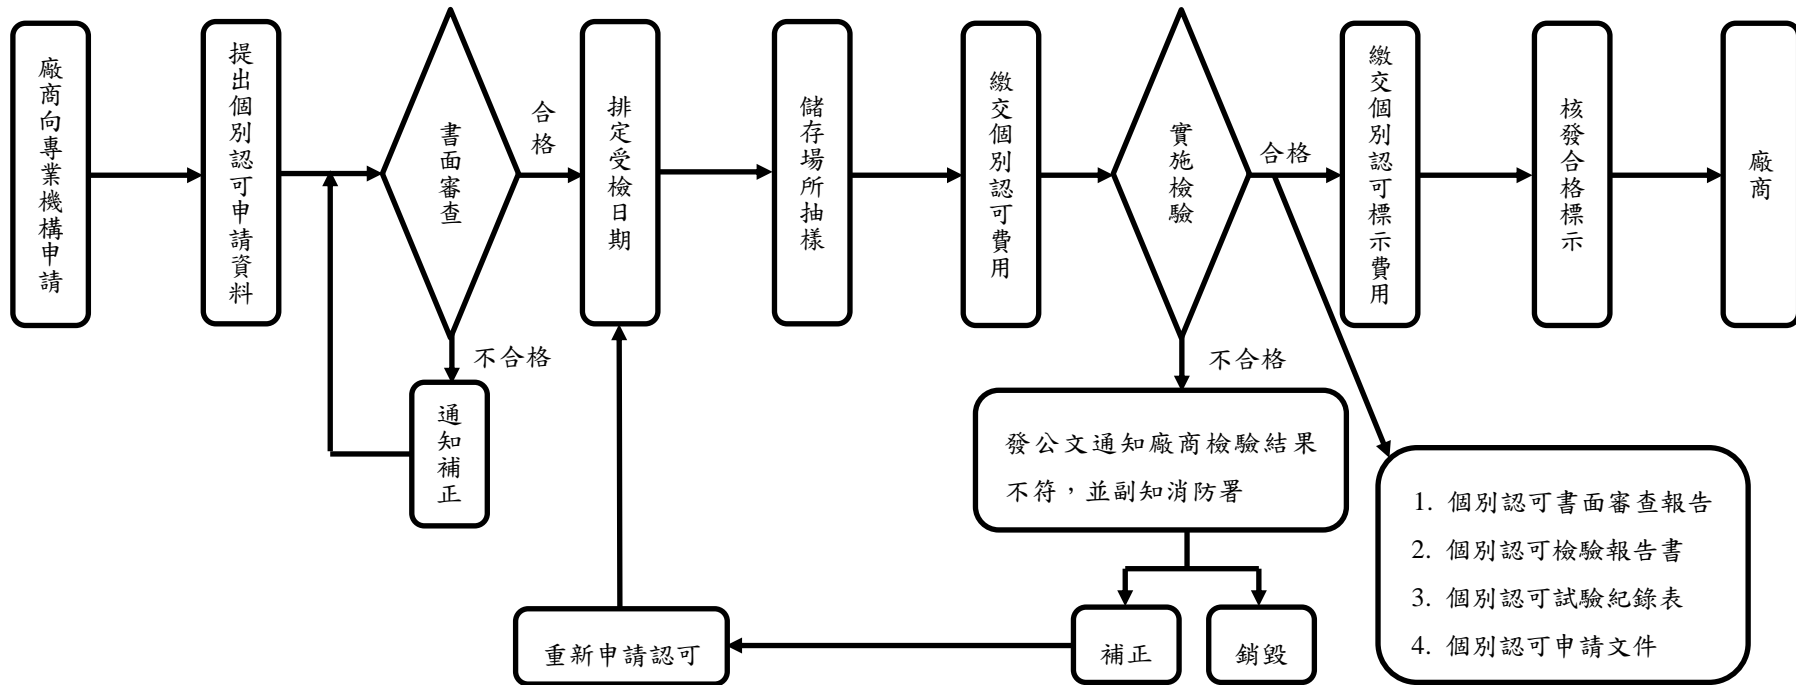 廠商向專業機構申請
提出個別認可申請資料
書面審查
合格
不合格
通知補正
排定受檢日期
儲存場所抽樣
繳交個別認可費用
實施檢驗
合格
不合格
繳交個別認可標示費用
核發合格標示
廠商
發公文通知廠商檢驗結果
不符，並副知消防署
補正
銷毀
重新申請認可
1. 個別認可書面審查報告
2. 個別認可檢驗報告書
3. 個別認可試驗紀錄表
4. 個別認可申請文件